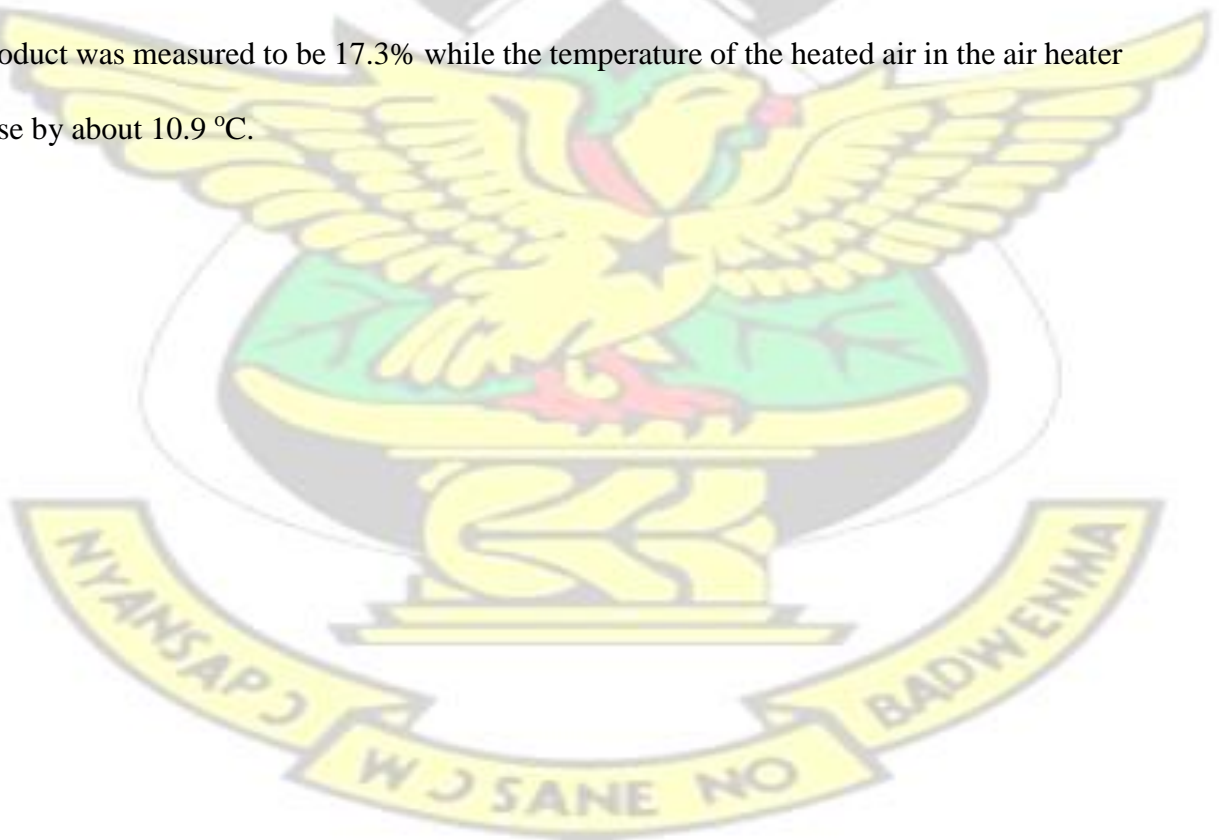 oduct was measured to be 17.3% while the temperature of the heated air in the air heater
se by about 10.9 °C.
NYANSAPƆ
WƆ SANE NO
BADWENMA